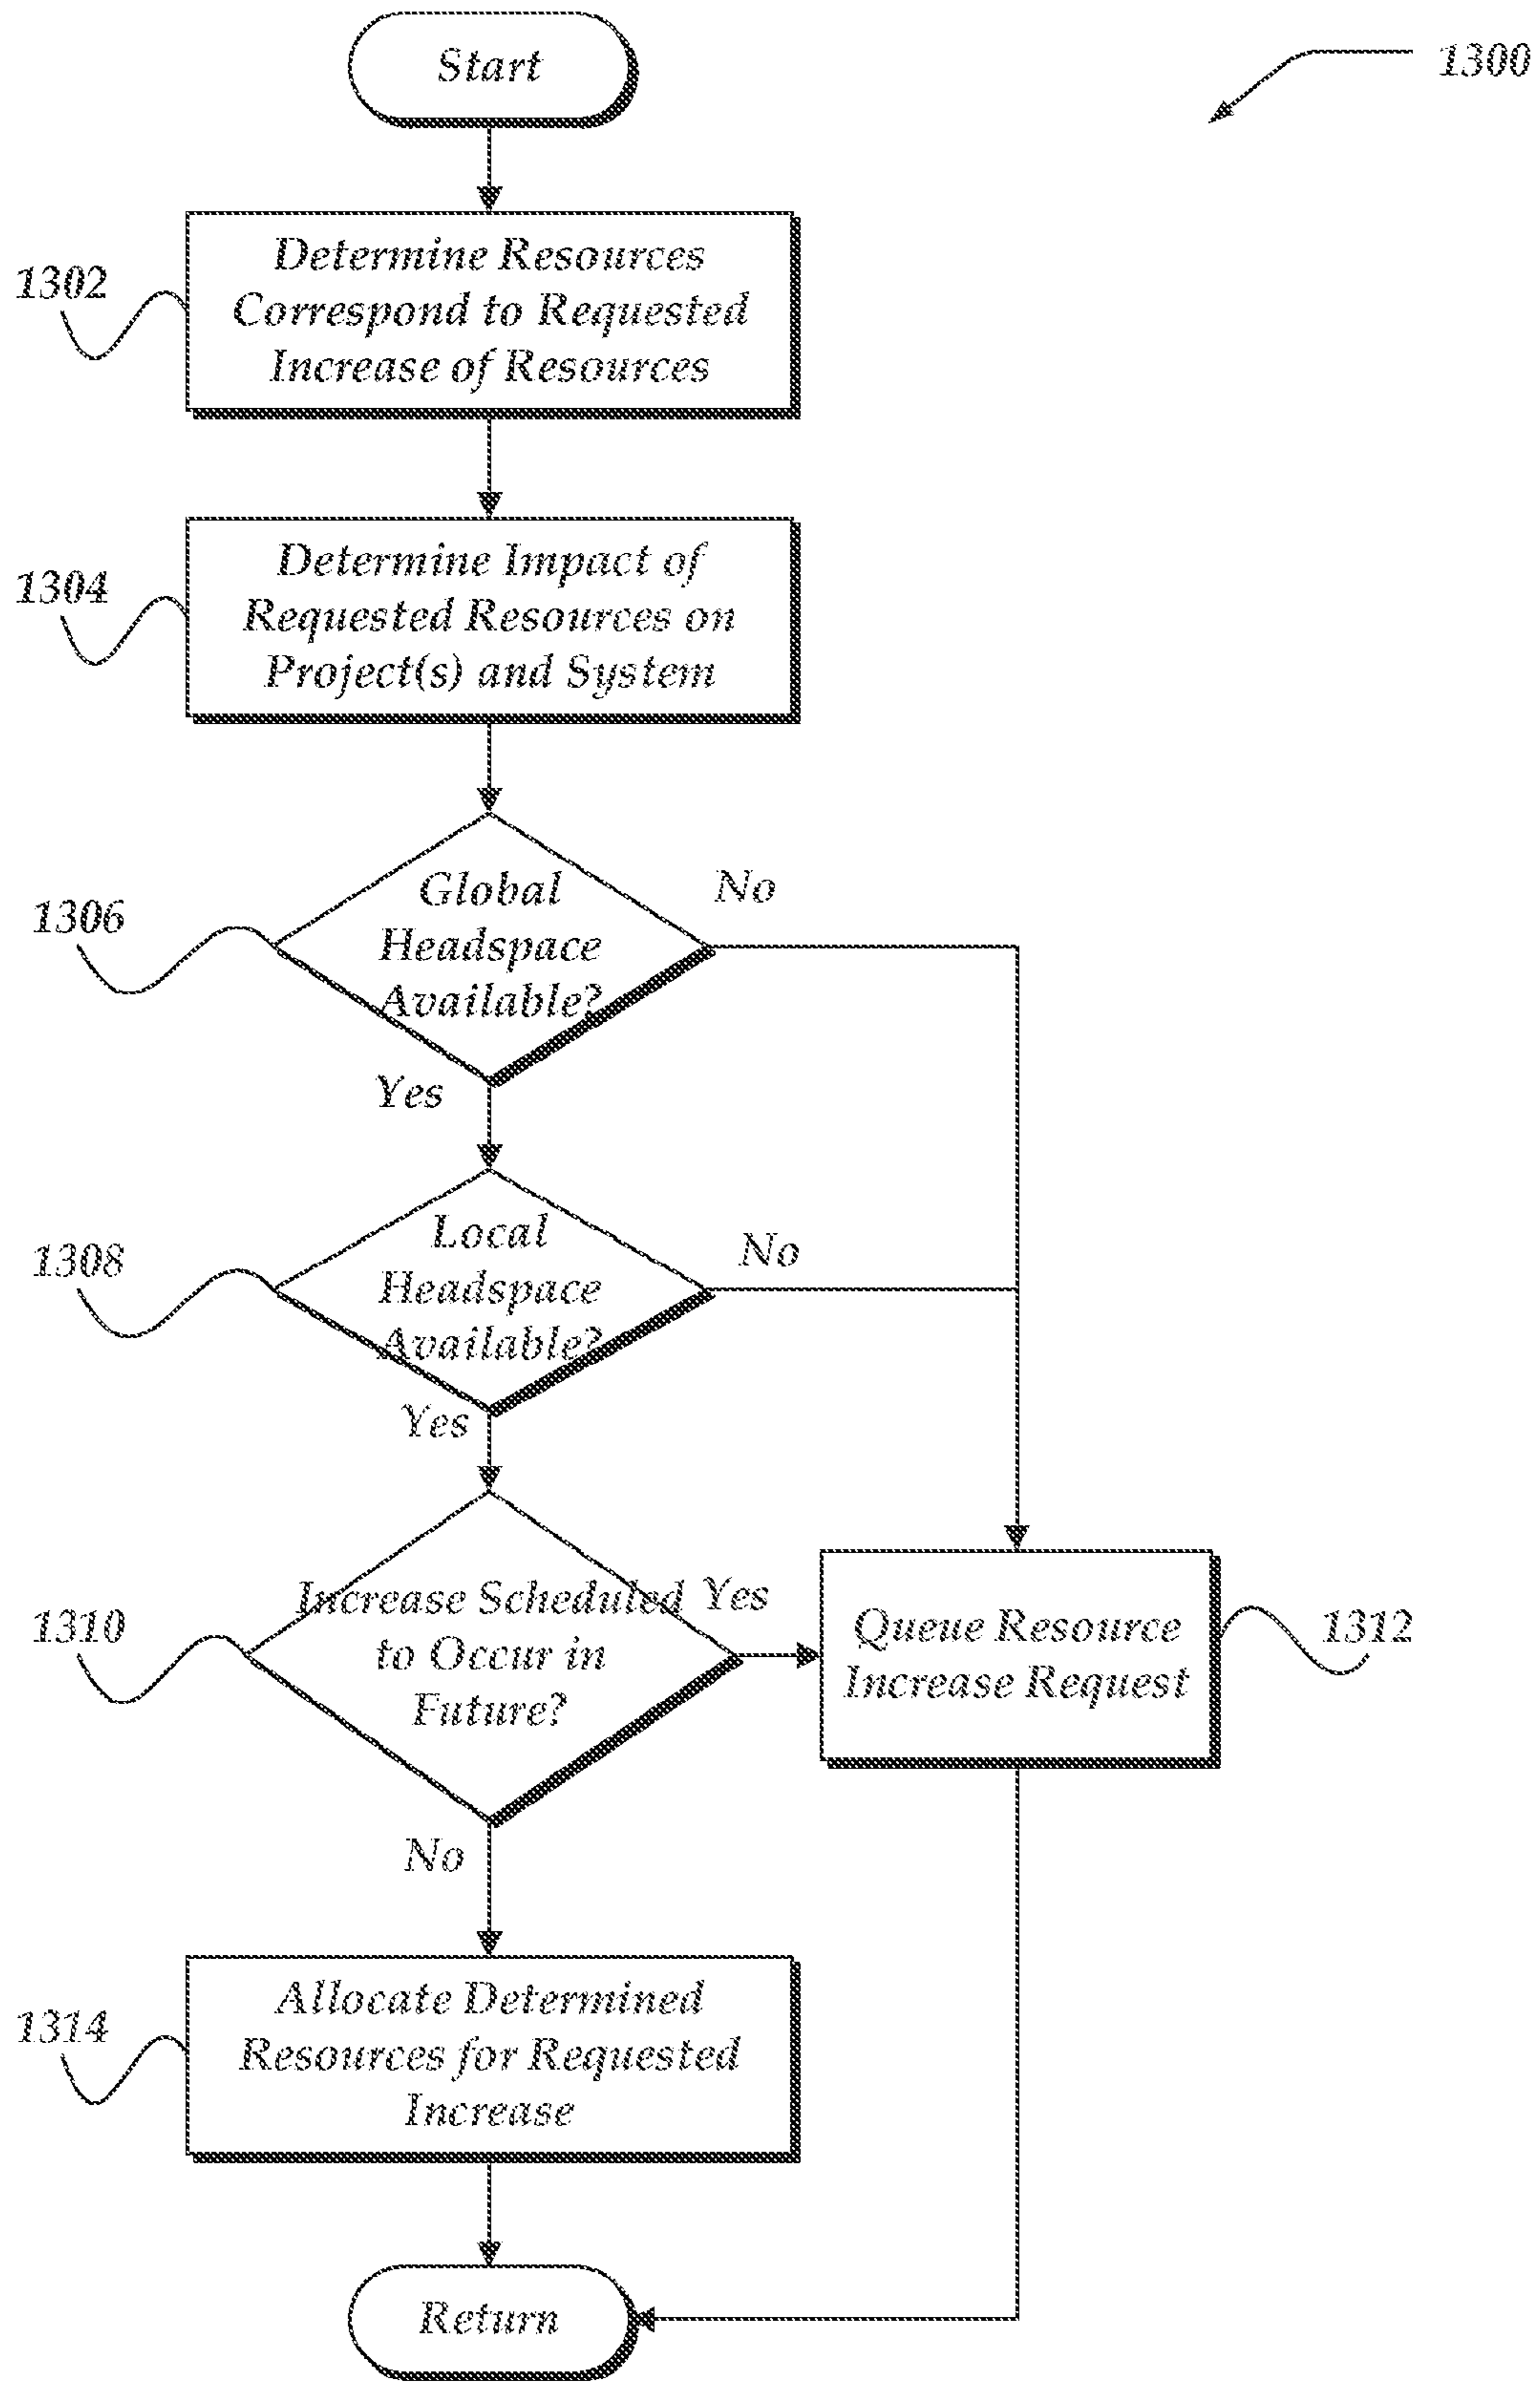 Start
1300
1302
Determine Resources
Correspond to Requested
Increase of Resources
1304
Determine Impact of
Requested Resources on
Project(s) and System
1306
Global
Headspace
Available?
No
Yes
1308
Local
Headspace
Available?
No
Yes
1310
Increase Scheduled
to Occur in
Future?
Yes
No
Queue Resource
Increase Request
1312
1314
Allocate Determined
Resources for Requested
Increase
Return